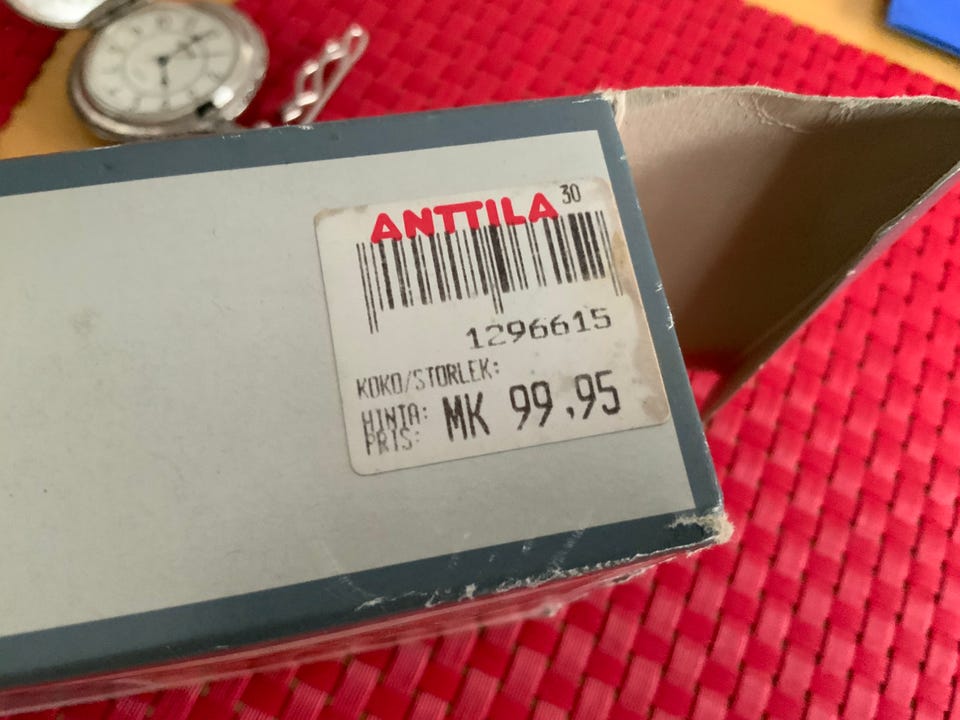 ANTTILA 30
1296615
KOKO/STORLEK:
HINTA: MK 99.95
PRIS: